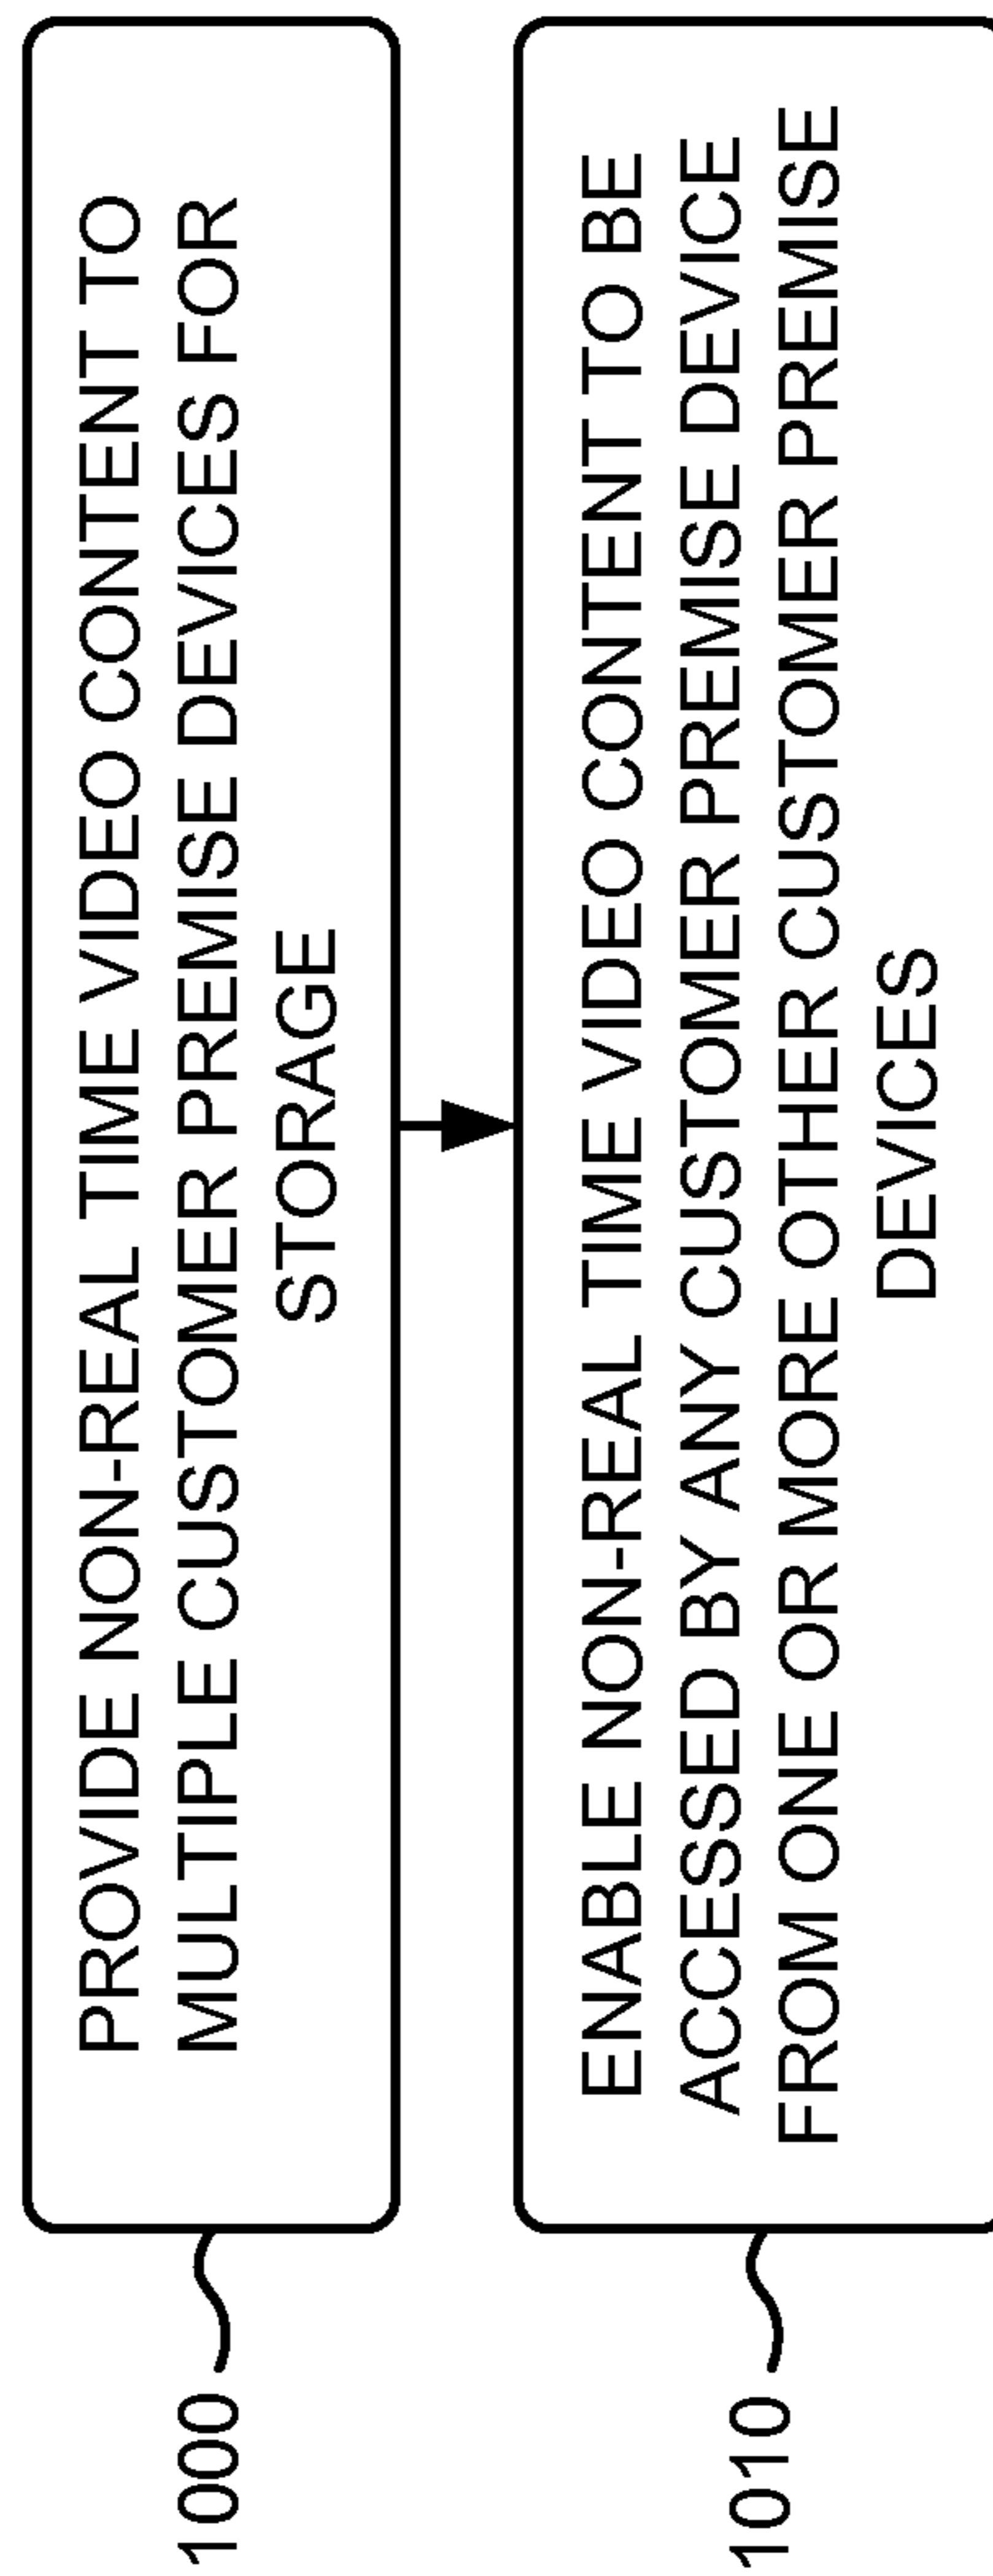 1000
PROVIDE NON-REAL TIME VIDEO CONTENT TO
MULTIPLE CUSTOMER PREMISE DEVICES FOR
STORAGE
1010
ENABLE NON-REAL TIME VIDEO CONTENT TO BE
ACCESSED BY ANY CUSTOMER PREMISE DEVICE
FROM ONE OR MORE OTHER CUSTOMER PREMISE
DEVICES